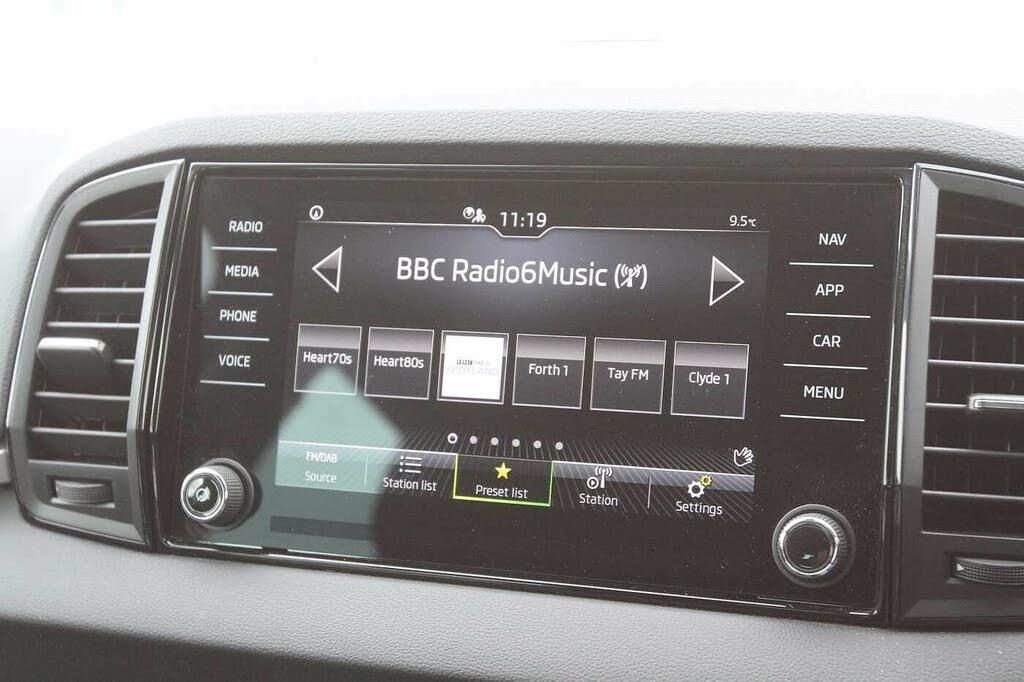 RADIO
MEDIA
PHONE
VOICE
11:19
9.5°C
BBC Radio6Music
Heart70s
Heart80s
Forth 1
Tay FM
Clyde 1
FM/DAB
Source
Station list
Preset list
Station
Settings
NAV
APP
CAR
MENU